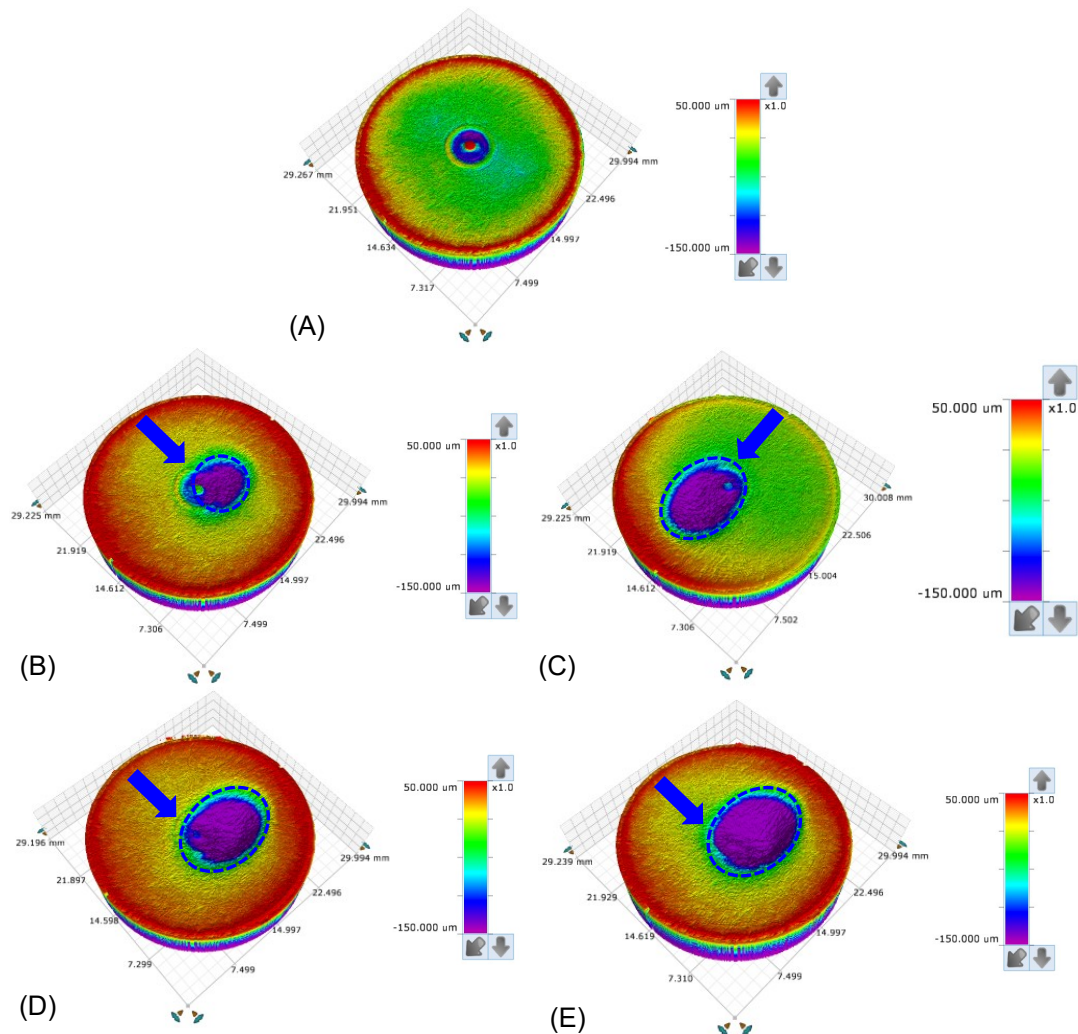 50.000 um
x1.0
-150.000 um
29.267 mm
29.994 mm
21.951
22.496
14.634
14.997
7.317
7.499
(A)
50.000 um
x1.0
-150.000 um
29.225 mm
29.994 mm
21.919
22.496
14.612
14.997
7.306
7.499
(B)
50.000 um
x1.0
-150.000 um
29.225 mm
30.008 mm
21.919
22.506
14.612
15.004
7.306
7.502
(C)
50.000 um
x1.0
-150.000 um
29.196 mm
29.994 mm
21.897
22.496
14.598
14.997
7.299
7.499
(D)
50.000 um
x1.0
-150.000 um
29.239 mm
29.994 mm
21.929
22.496
14.619
14.997
7.310
7.499
(E)